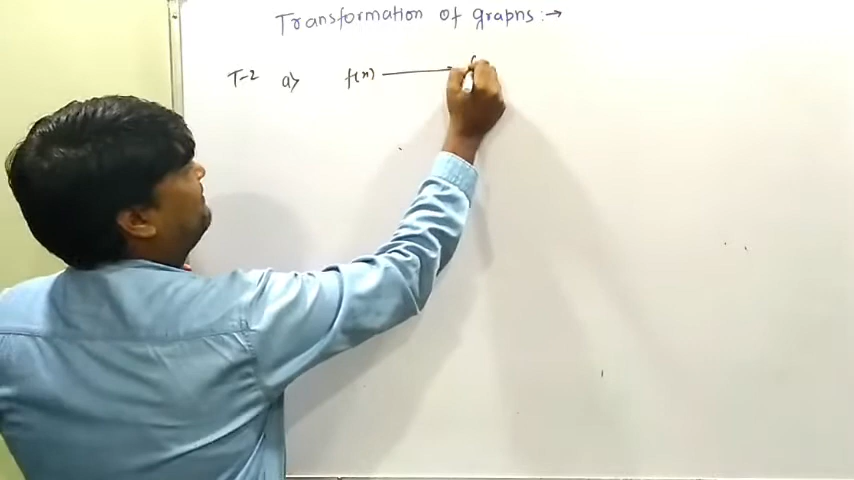 Transformation of graphs :→
T-2 a> f(x) → f